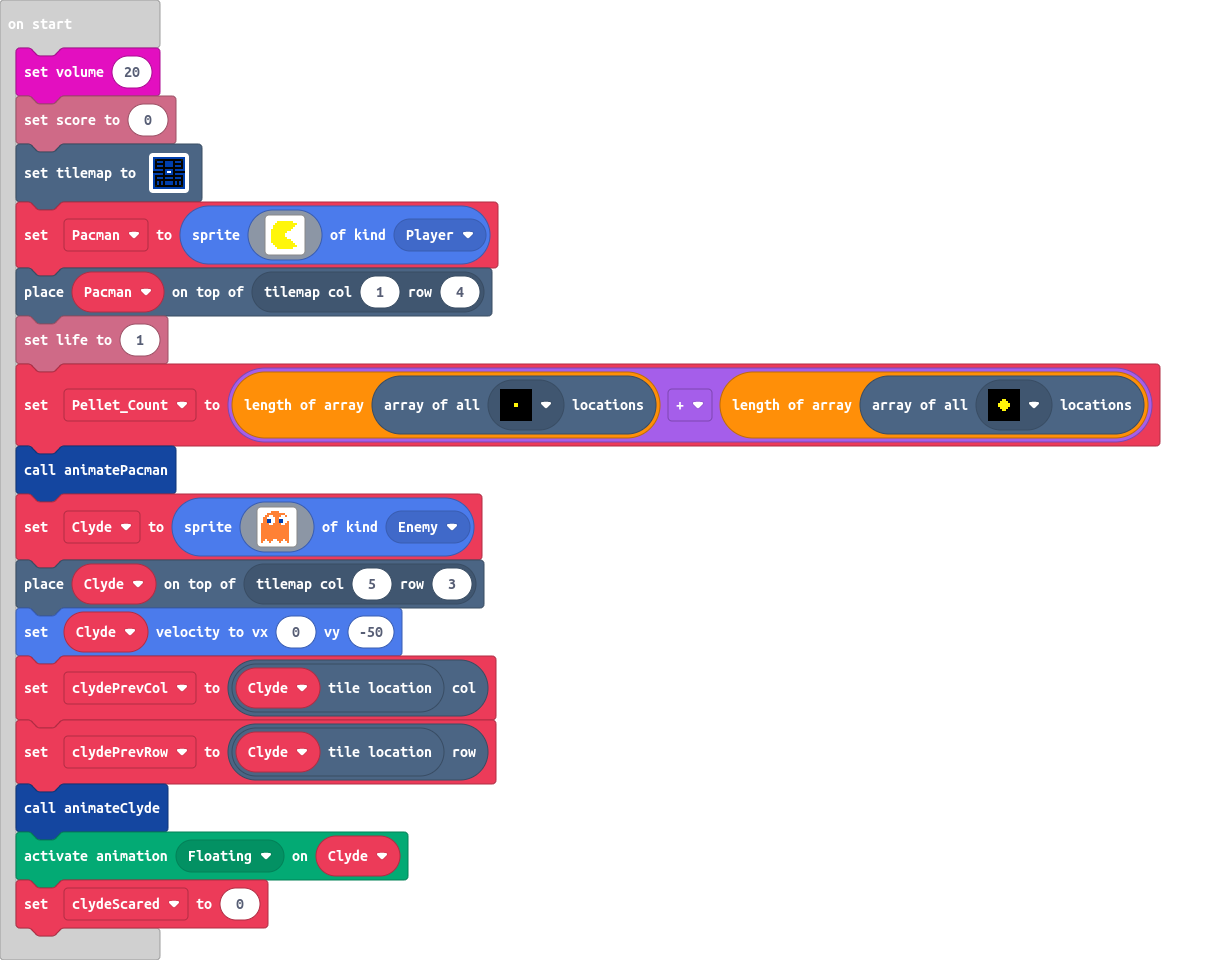 on start
set volume 20
set score to 0
set tilemap to
set Pacman to sprite of kind Player
place Pacman on top of tilemap col 1 row 4
set life to 1
set Pellet_Count to length of array array of all locations + length of array array of all locations
call animatePacman
set Clyde to sprite of kind Enemy
place Clyde on top of tilemap col 5 row 3
set Clyde velocity to vx 0 vy -50
set clydePrevCol to Clyde tile location col
set clydePrevRow to Clyde tile location row
call animateClyde
activate animation Floating on Clyde
set clydeScared to 0